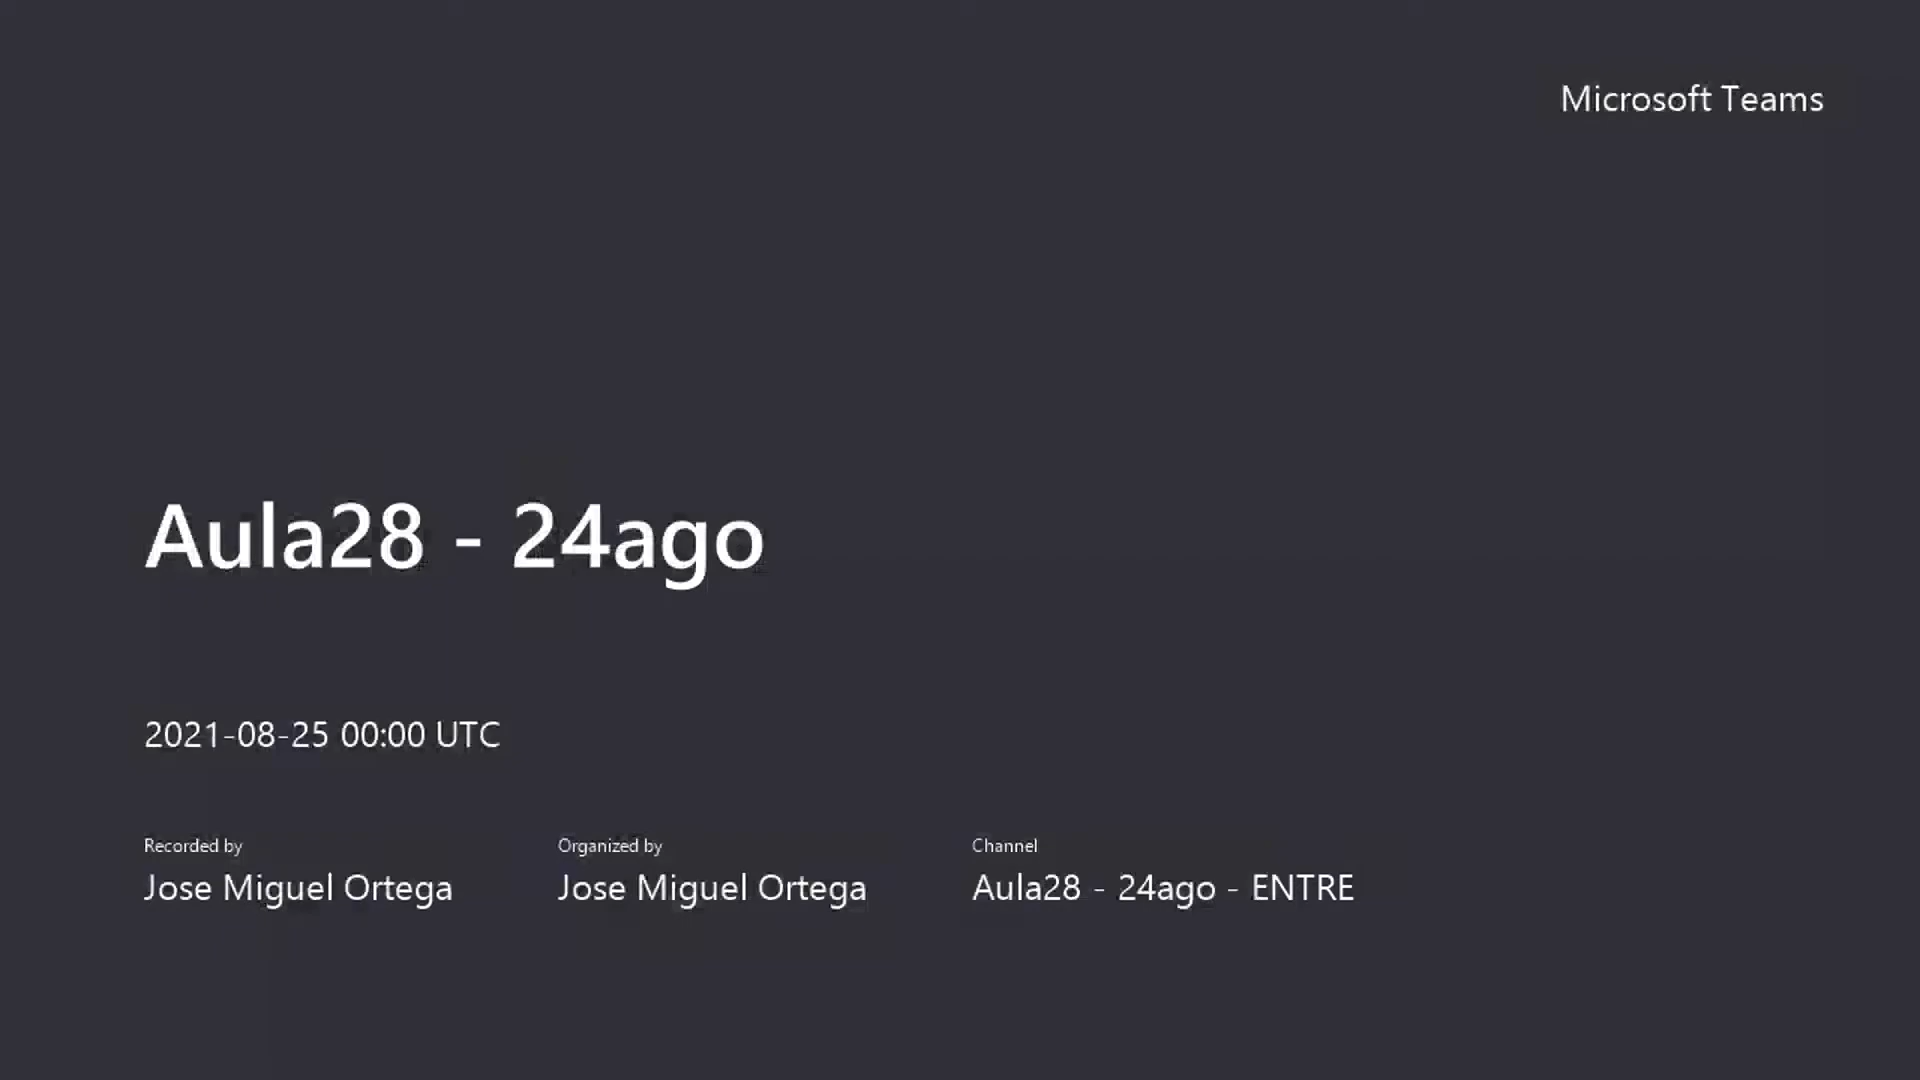 Microsoft Teams
Aula28 - 24ago
2021-08-25 00:00 UTC
Recorded by
Jose Miguel Ortega
Organized by
Jose Miguel Ortega
Channel
Aula28 - 24ago - ENTRE